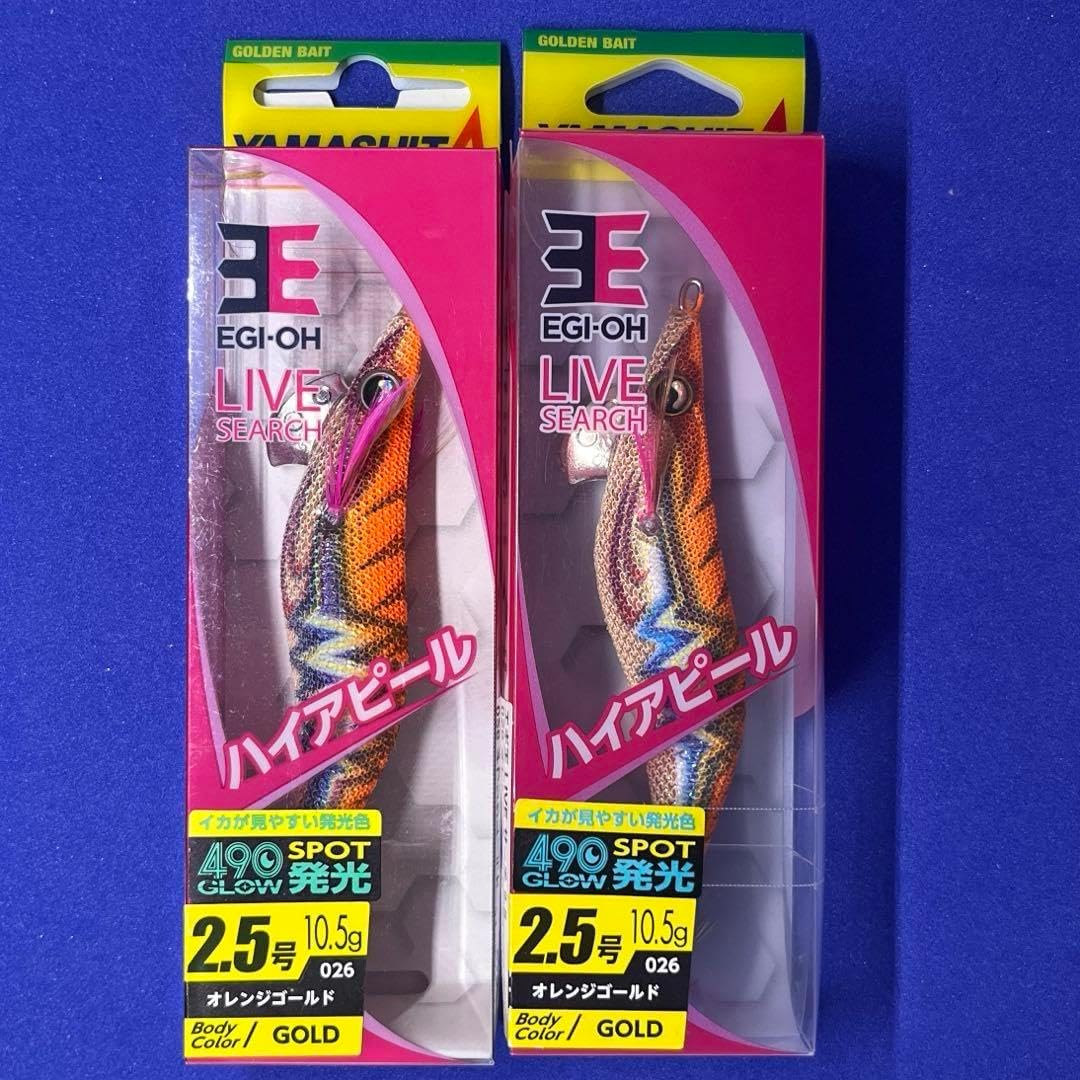 GOLDEN BAIT
YAMASHITA
王
EGI-OH
LIVE
SEARCH
ハイアピール
イカが見やすい発光色
490
GLOW
SPOT
発光
2.5号
10.5g
026
オレンジゴールド
Body
Color/ GOLD
GOLDEN BAIT
YAMASHITA
王
EGI-OH
LIVE
SEARCH
ハイアピール
イカが見やすい発光色
490
GLOW
SPOT
発光
2.5号
10.5g
026
オレンジゴールド
Body
Color/ GOLD